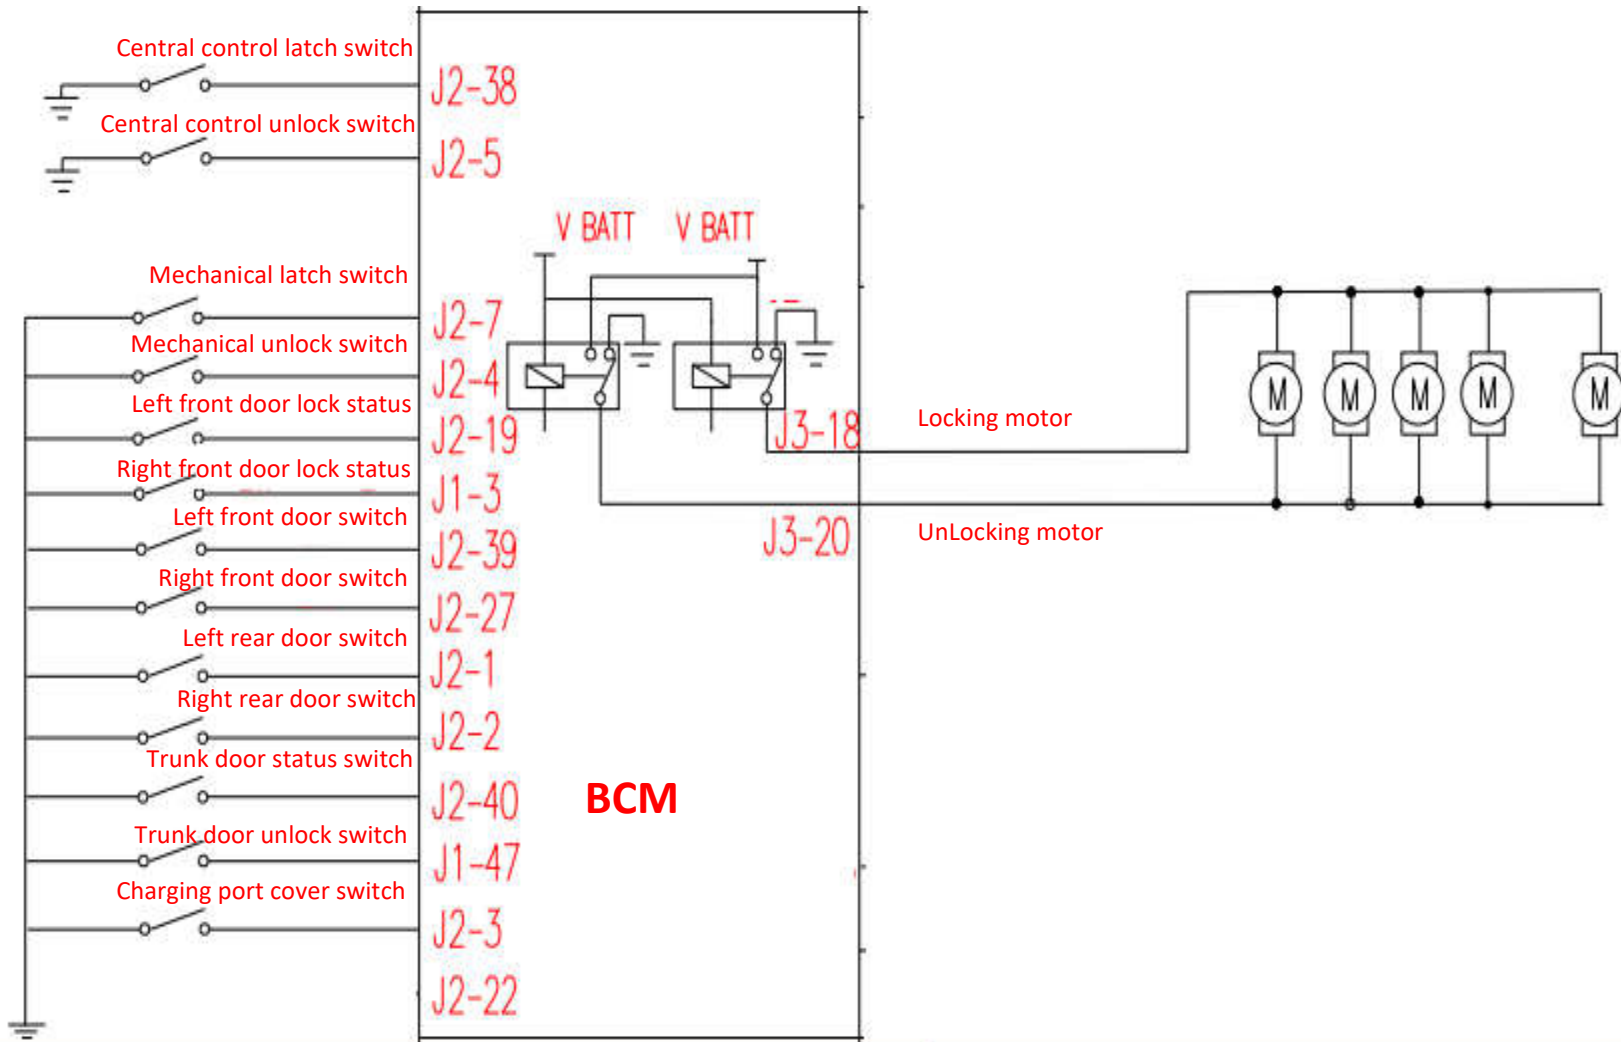 Central control latch switch
J2-38
Central control unlock switch
J2-5
V BATT V BATT
Mechanical latch switch
J2-7
Mechanical unlock switch
J2-4
Left front door lock status
J2-19
J3-18
Locking motor
M M M M M
Right front door lock status
J1-3
Left front door switch
J2-39
J3-20
UnLocking motor
Right front door switch
J2-27
Left rear door switch
J2-1
Right rear door switch
J2-2
Trunk door status switch
J2-40
BCM
Trunk door unlock switch
J1-47
Charging port cover switch
J2-3
J2-22